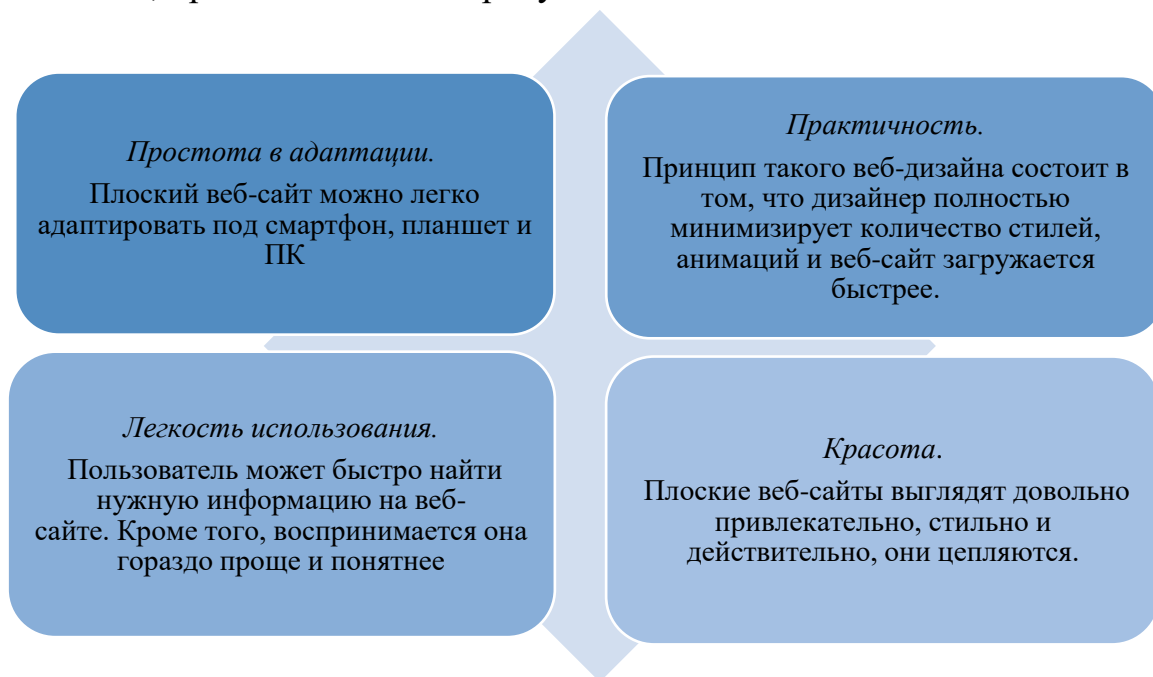 Простота в адаптации.
Плоский веб-сайт можно легко
адаптировать под смартфон, планшет и
ПК
Практичность.
Принцип такого веб-дизайна состоит в
том, что дизайнер полностью
минимизирует количество стилей,
анимаций и веб-сайт загружается
быстрее.
Легкость использования.
Пользователь может быстро найти
нужную информацию на веб-
сайте. Кроме того, воспринимается она
гораздо проще и понятнее
Красота.
Плоские веб-сайты выглядят довольно
привлекательно, стильно и
действительно, они цепляются.